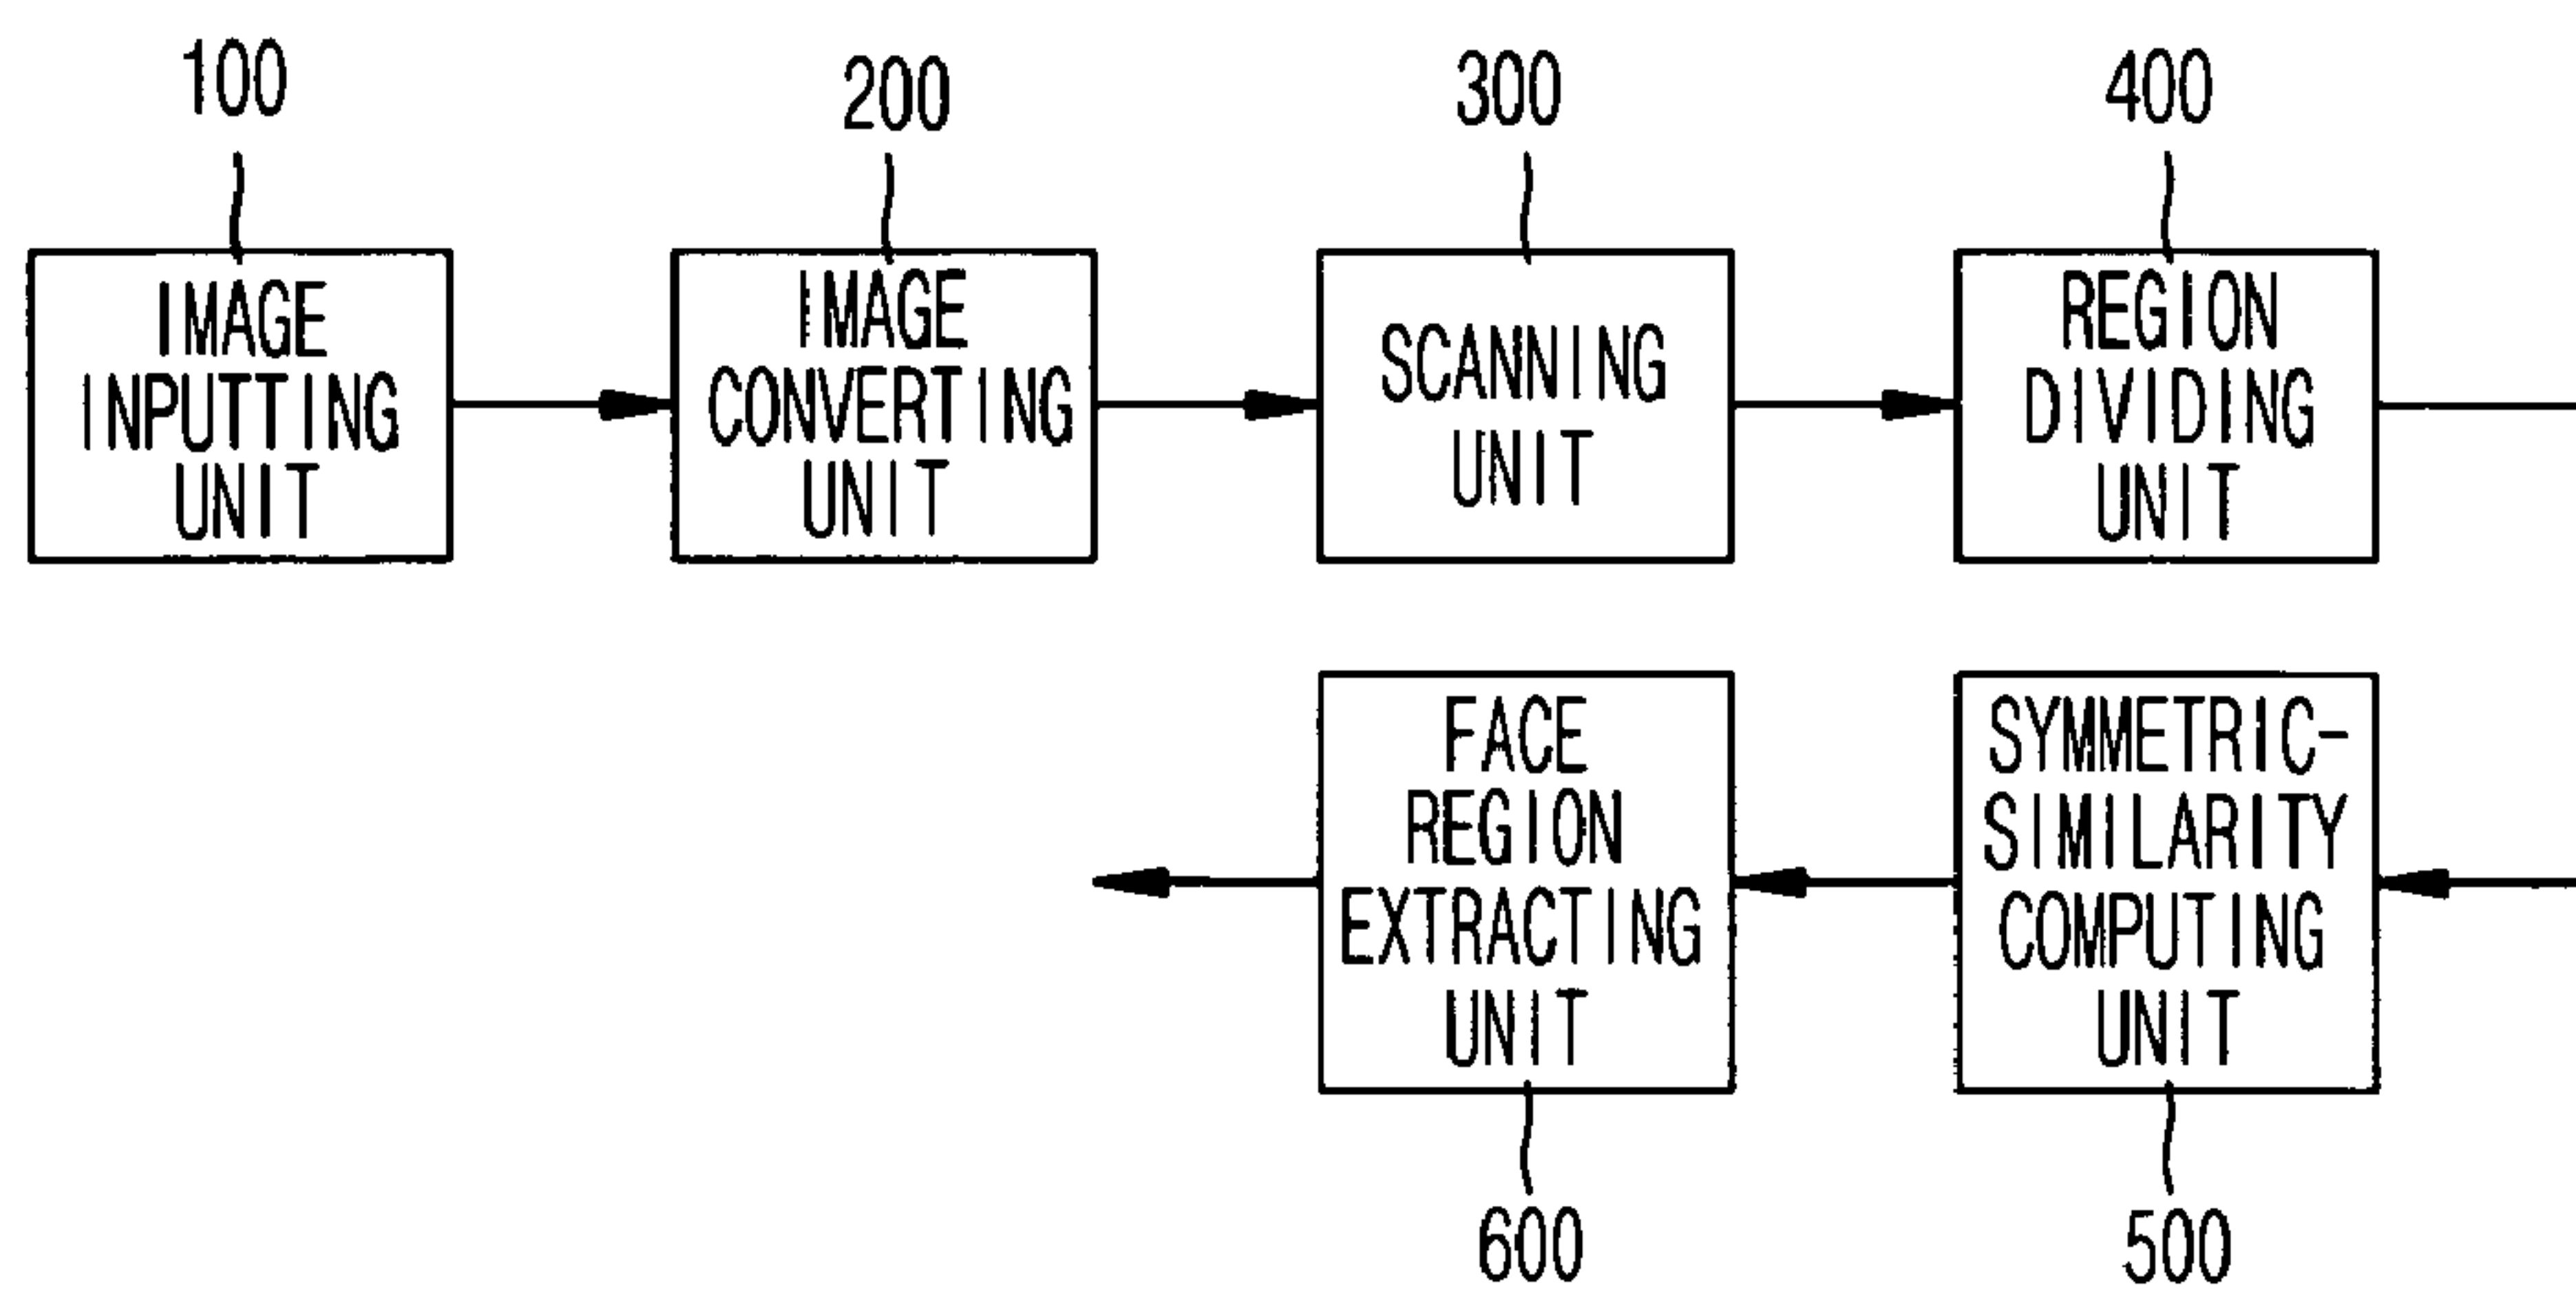 100
200
300
400
IMAGE
INPUTTING
UNIT
IMAGE
CONVERTING
UNIT
SCANNING
UNIT
REGION
DIVIDING
UNIT
FACE
REGION
EXTRACTING
UNIT
SYMMETRIC-
SIMILARITY
COMPUTING
UNIT
600
500